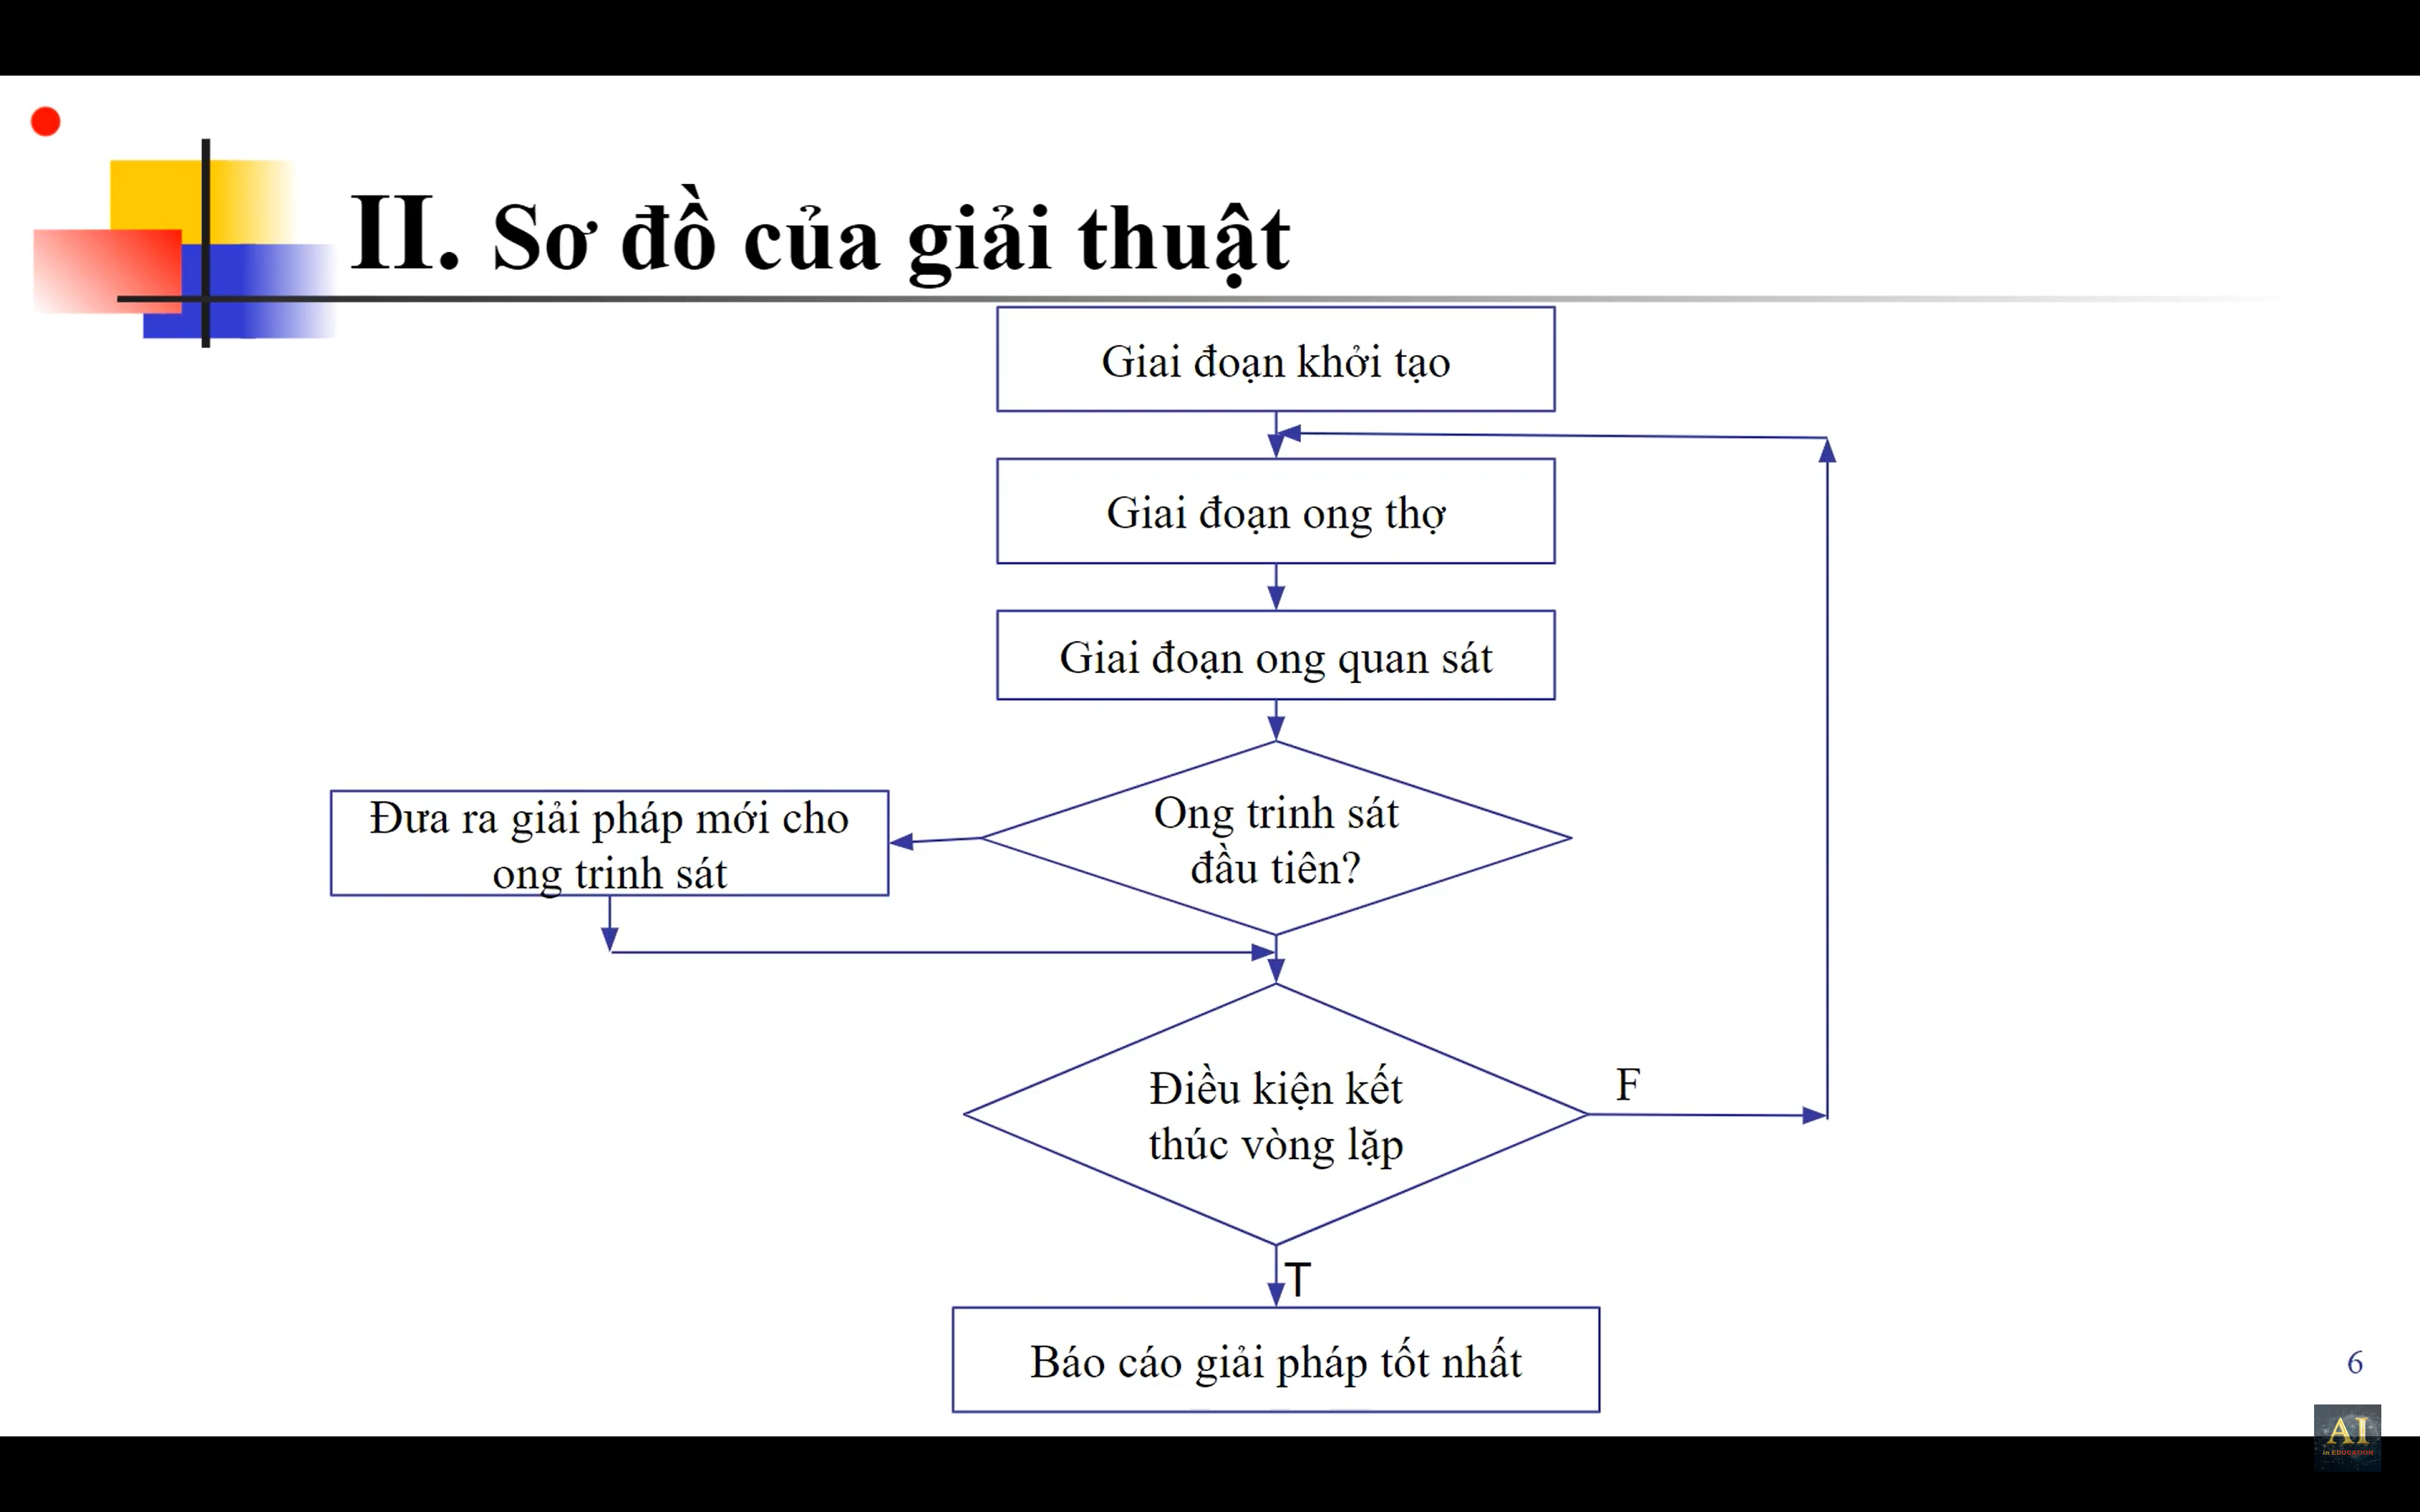 II. Sơ đồ của giải thuật
Giai đoạn khởi tạo
Giai đoạn ong thợ
Giai đoạn ong quan sát
Ong trinh sát
đầu tiên?
Đưa ra giải pháp mới cho
ong trinh sát
Điều kiện kết
thúc vòng lặp
F
T
Báo cáo giải pháp tốt nhất
6
AI
in EDUCATION